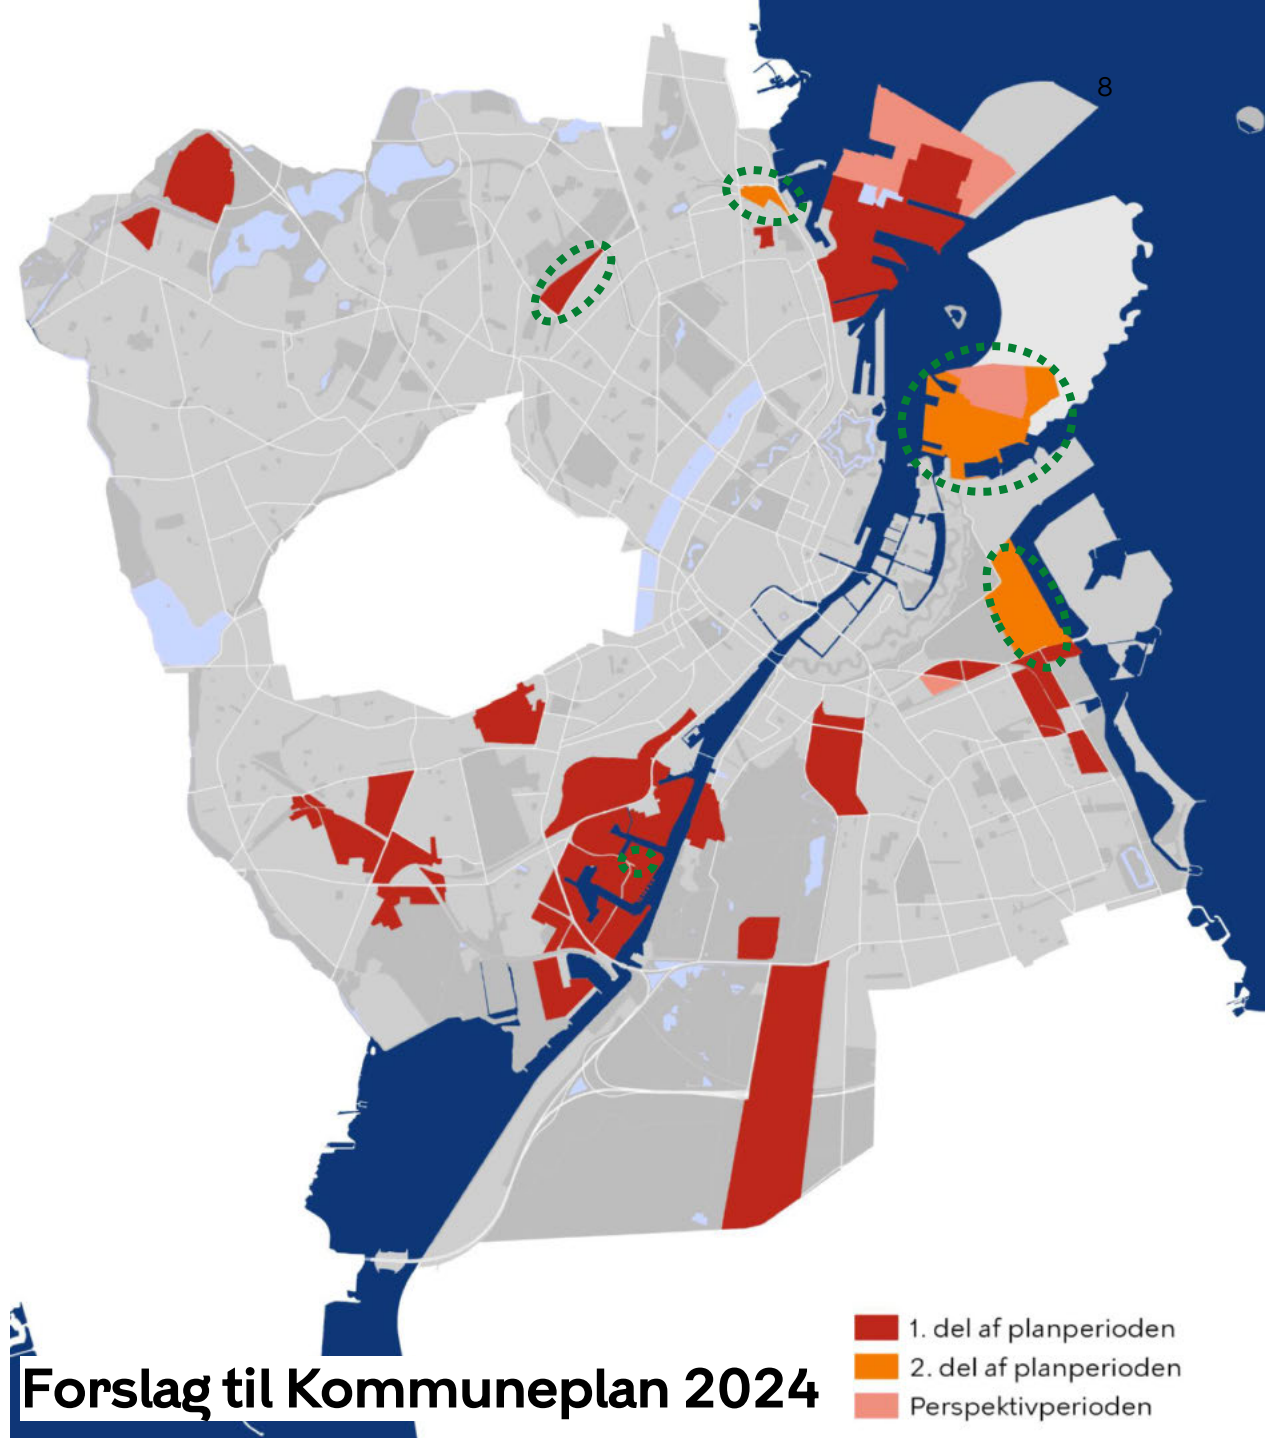 8
1. del af planperioden
2. del af planperioden
Perspektivperioden
Forslag til Kommuneplan 2024